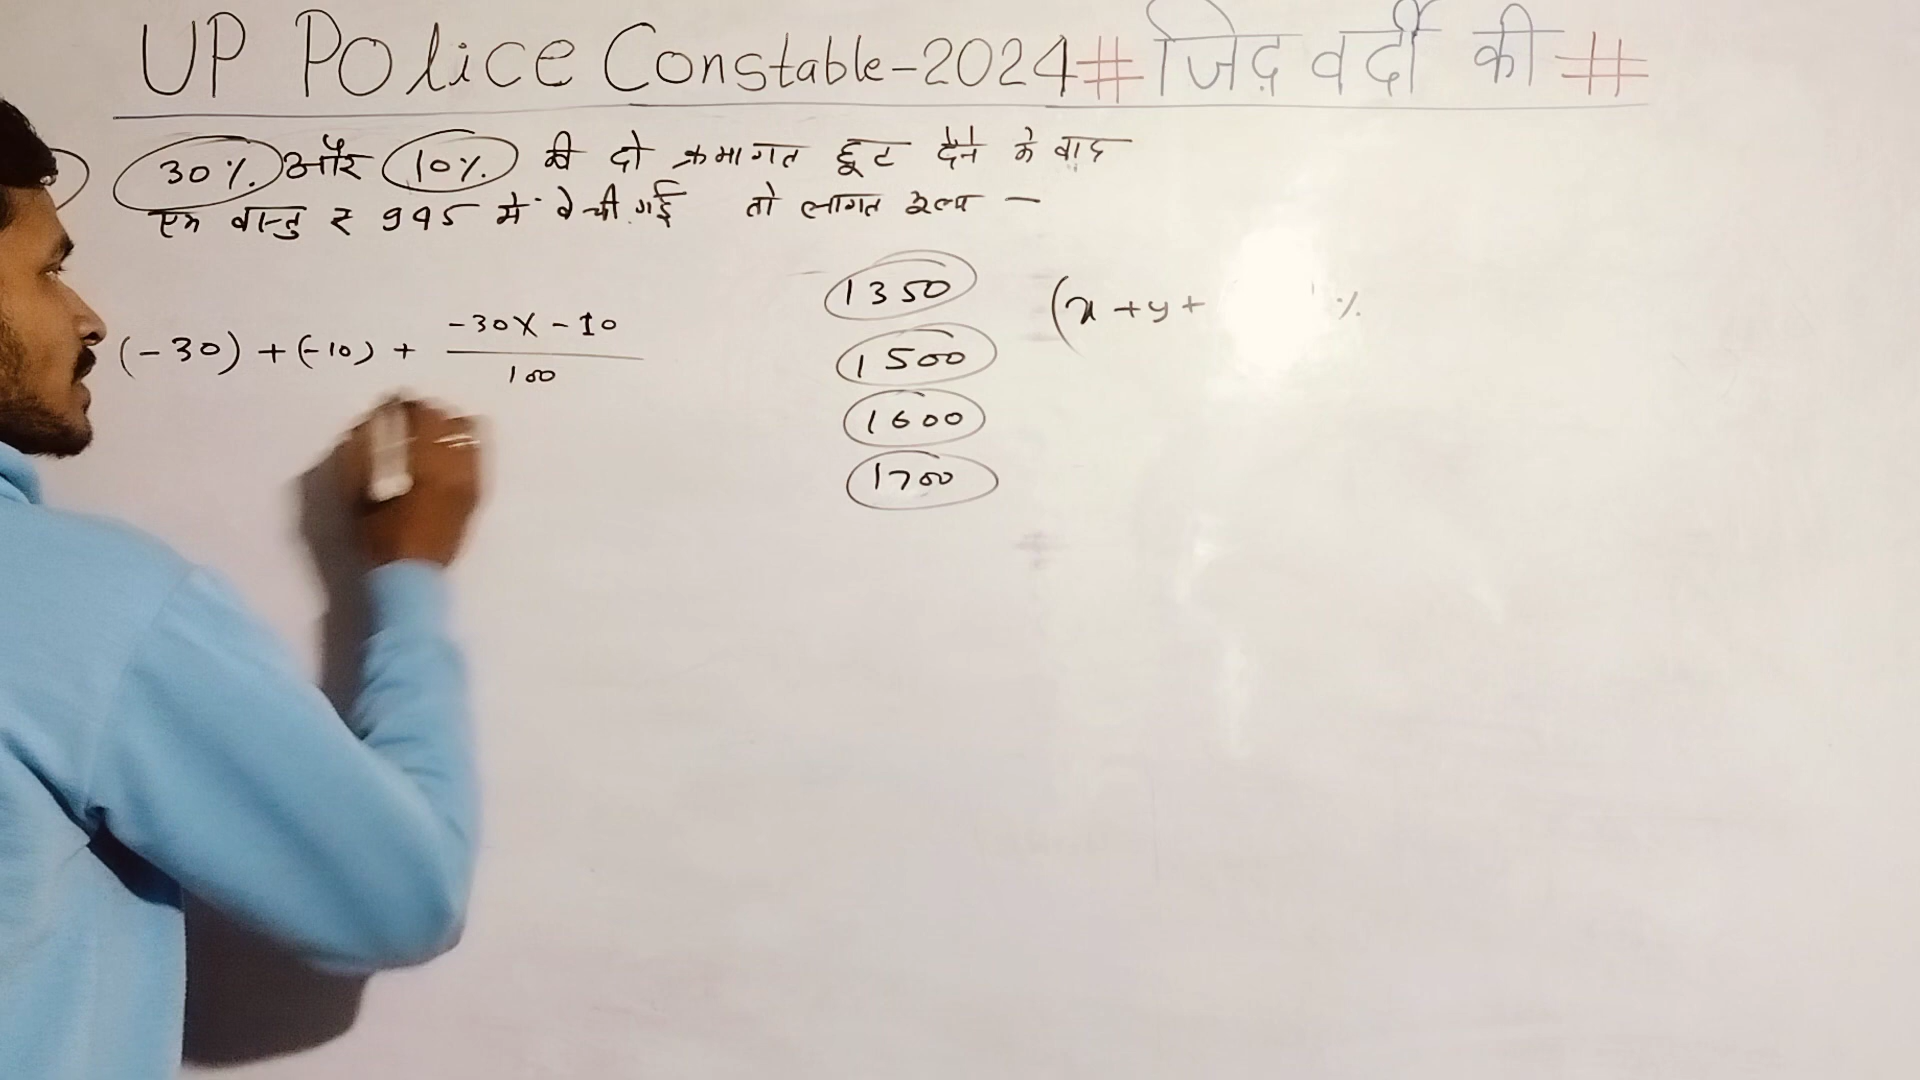 UP Police Constable-2024 # जिद वर्दी की #
30% और 10% की दो क्रमागत छूट देने के बाद
एक वस्तु ₹ 945 में बेची गई तो लागत मूल्य —
1350
(x + y + %
(-30) + (-10) + -30 X -10
100
1500
1600
1700